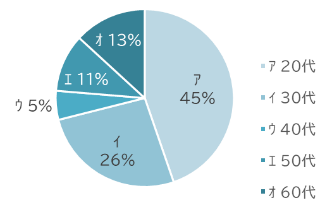 ｱ
45%
ｲ
26%
ｳ 5%
ｴ 11%
ｵ 13%
ｱ 20代
ｲ 30代
ｳ 40代
ｴ 50代
ｵ 60代